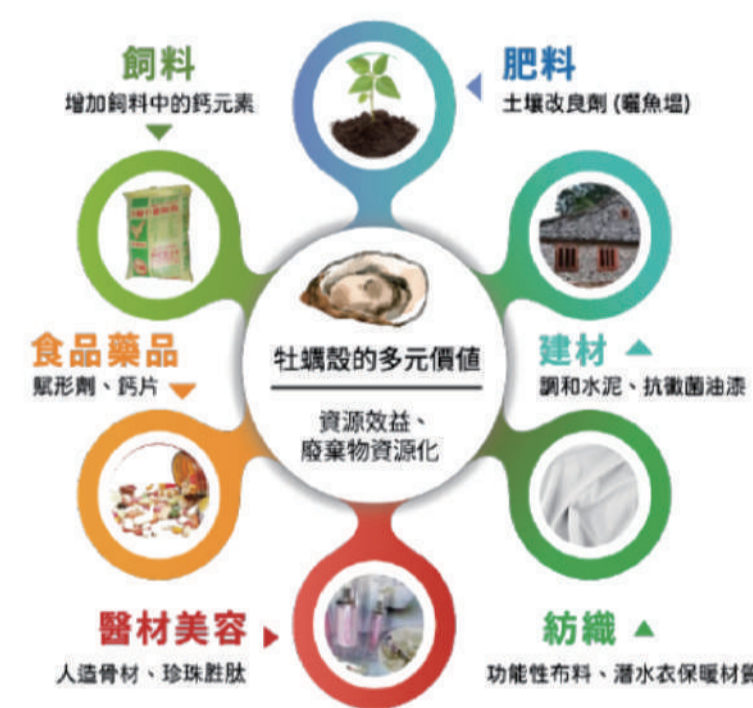 飼料
增加飼料中的鈣元素
肥料
土壤改良劑 (曬魚塭)
牡蠣殼的多元價值
資源效益、
廢棄物資源化
食品藥品
賦形劑、鈣片
建材
調和水泥、抗黴菌油漆
醫材美容
人造骨材、珍珠胜肽
紡織
功能性布料、潛水衣保暖材質